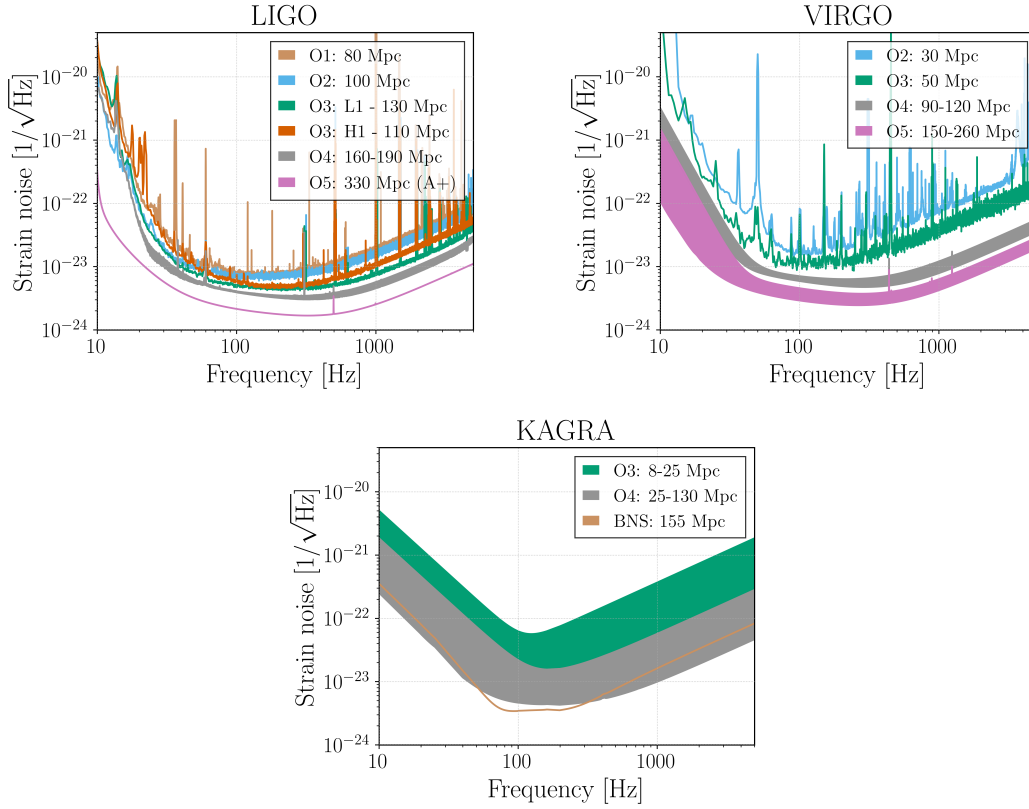 LIGO
Strain noise [1/√Hz]
10⁻²⁰
10⁻²¹
10⁻²²
10⁻²³
10⁻²⁴
O1: 80 Mpc
O2: 100 Mpc
O3: L1 - 130 Mpc
O3: H1 - 110 Mpc
O4: 160-190 Mpc
O5: 330 Mpc (A+)
10 100 1000
Frequency [Hz]
VIRGO
Strain noise [1/√Hz]
10⁻²⁰
10⁻²¹
10⁻²²
10⁻²³
10⁻²⁴
O2: 30 Mpc
O3: 50 Mpc
O4: 90-120 Mpc
O5: 150-260 Mpc
10 100 1000
Frequency [Hz]
KAGRA
Strain noise [1/√Hz]
10⁻²⁰
10⁻²¹
10⁻²²
10⁻²³
10⁻²⁴
O3: 8-25 Mpc
O4: 25-130 Mpc
BNS: 155 Mpc
10 100 1000
Frequency [Hz]